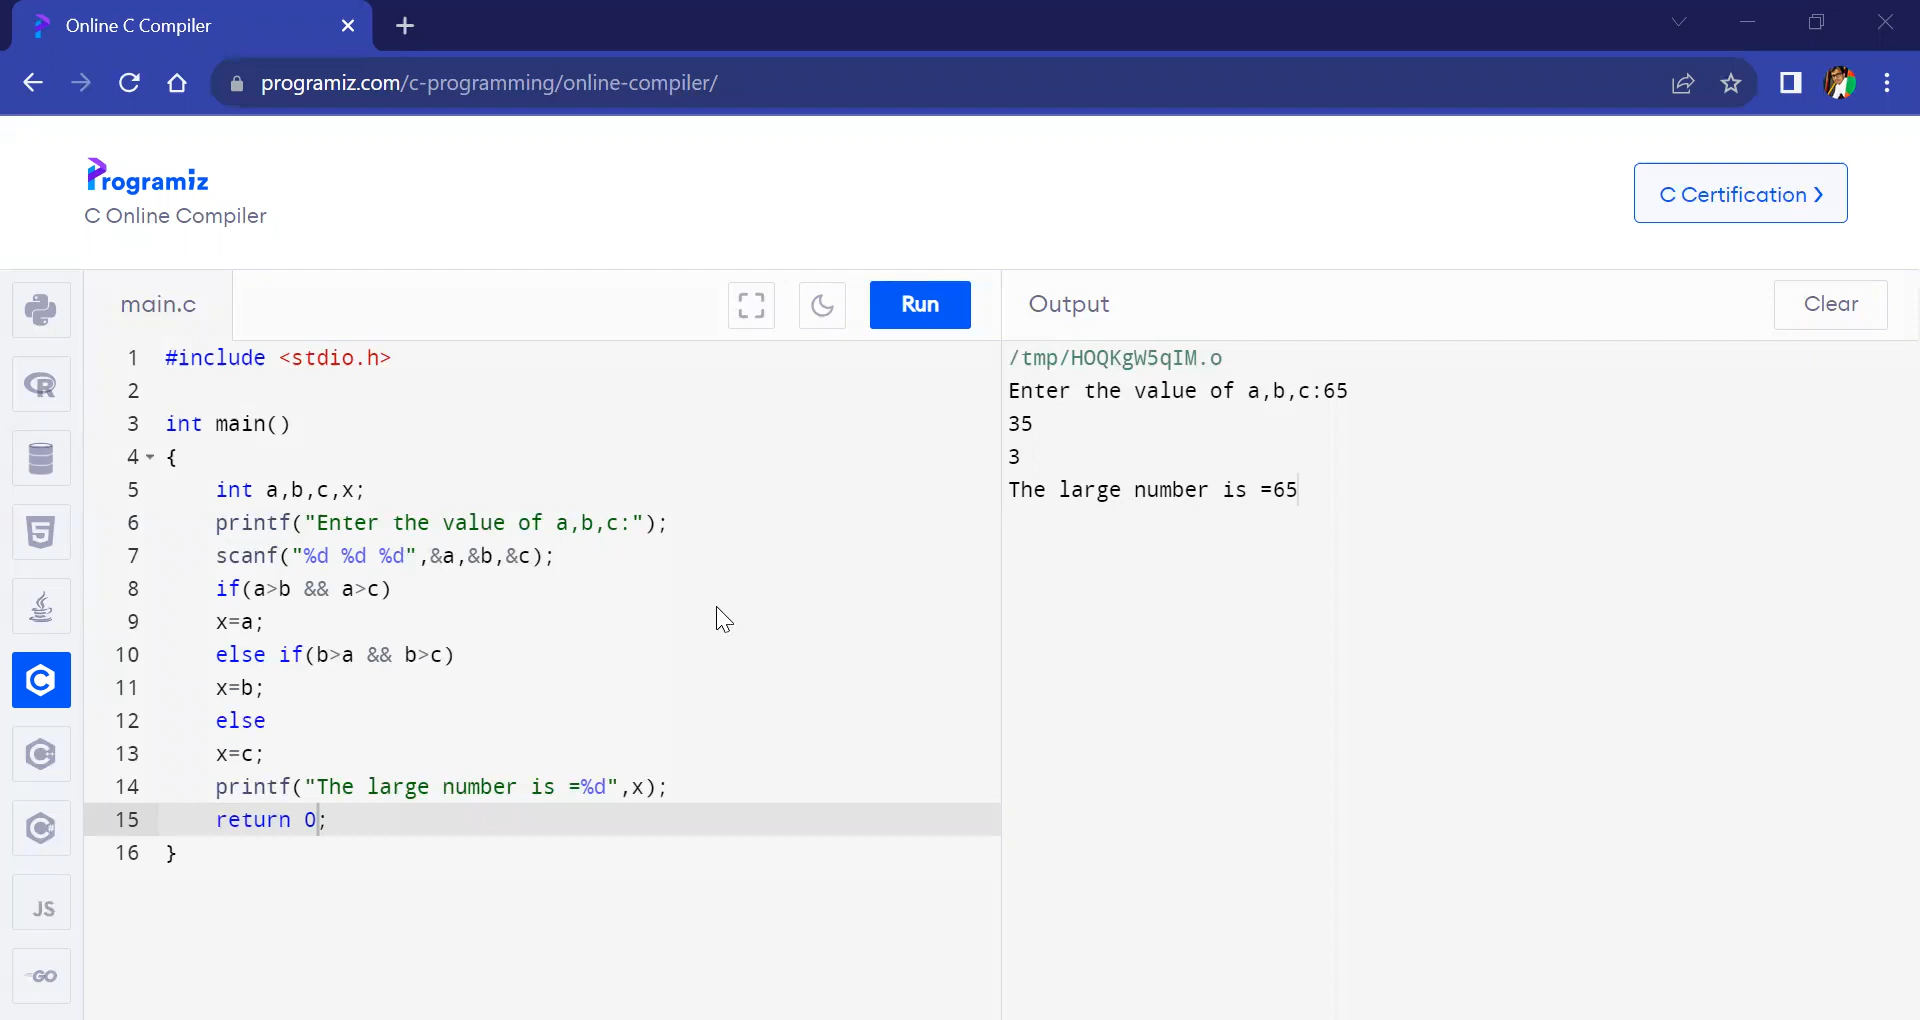 Online C Compiler
programiz.com/c-programming/online-compiler/
Programiz
C Online Compiler
C Certification
main.c
Run
Output
Clear
1 #include <stdio.h>
2
3 int main()
4 {
5 int a,b,c,x;
6 printf("Enter the value of a,b,c:");
7 scanf("%d %d %d",&a,&b,&c);
8 if(a>b && a>c)
9 x=a;
10 else if(b>a && b>c)
11 x=b;
12 else
13 x=c;
14 printf("The large number is =%d",x);
15 return 0;
16 }
/tmp/HOQKgW5qIM.o
Enter the value of a,b,c:65
35
3
The large number is =65
R
5
C
C
C#
JS
GO